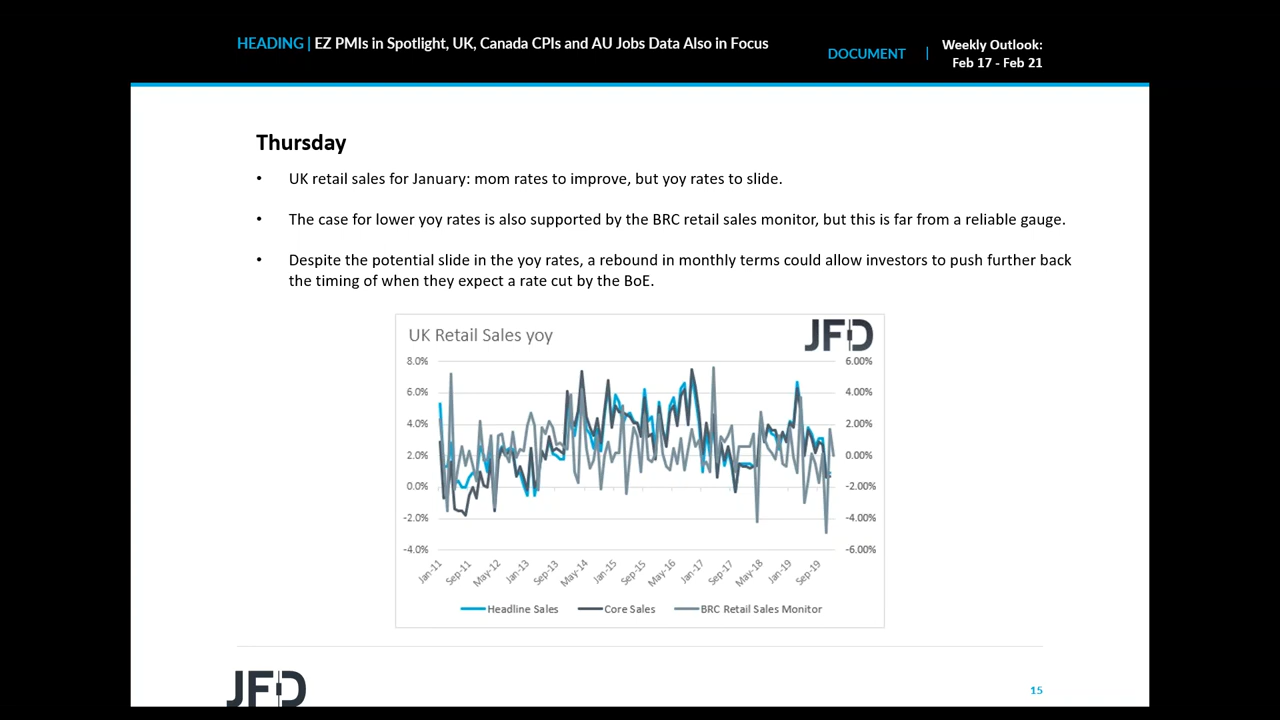 HEADING | EZ PMIs in Spotlight, UK, Canada CPIs and AU Jobs Data Also in Focus
DOCUMENT | Weekly Outlook:
Feb 17 - Feb 21
Thursday
• UK retail sales for January: mom rates to improve, but yoy rates to slide.
• The case for lower yoy rates is also supported by the BRC retail sales monitor, but this is far from a reliable gauge.
• Despite the potential slide in the yoy rates, a rebound in monthly terms could allow investors to push further back
the timing of when they expect a rate cut by the BoE.
UK Retail Sales yoy
JFD
8.0% 6.00%
6.0% 4.00%
4.0% 2.00%
2.0% 0.00%
0.0% -2.00%
-2.0% -4.00%
-4.0% -6.00%
Jan-11 Sep-11 May-12 Jan-13 Sep-13 May-14 Jan-15 Sep-15 May-16 Jan-17 Sep-17 May-18 Jan-19 Sep-19
Headline Sales Core Sales BRC Retail Sales Monitor
JFD
15